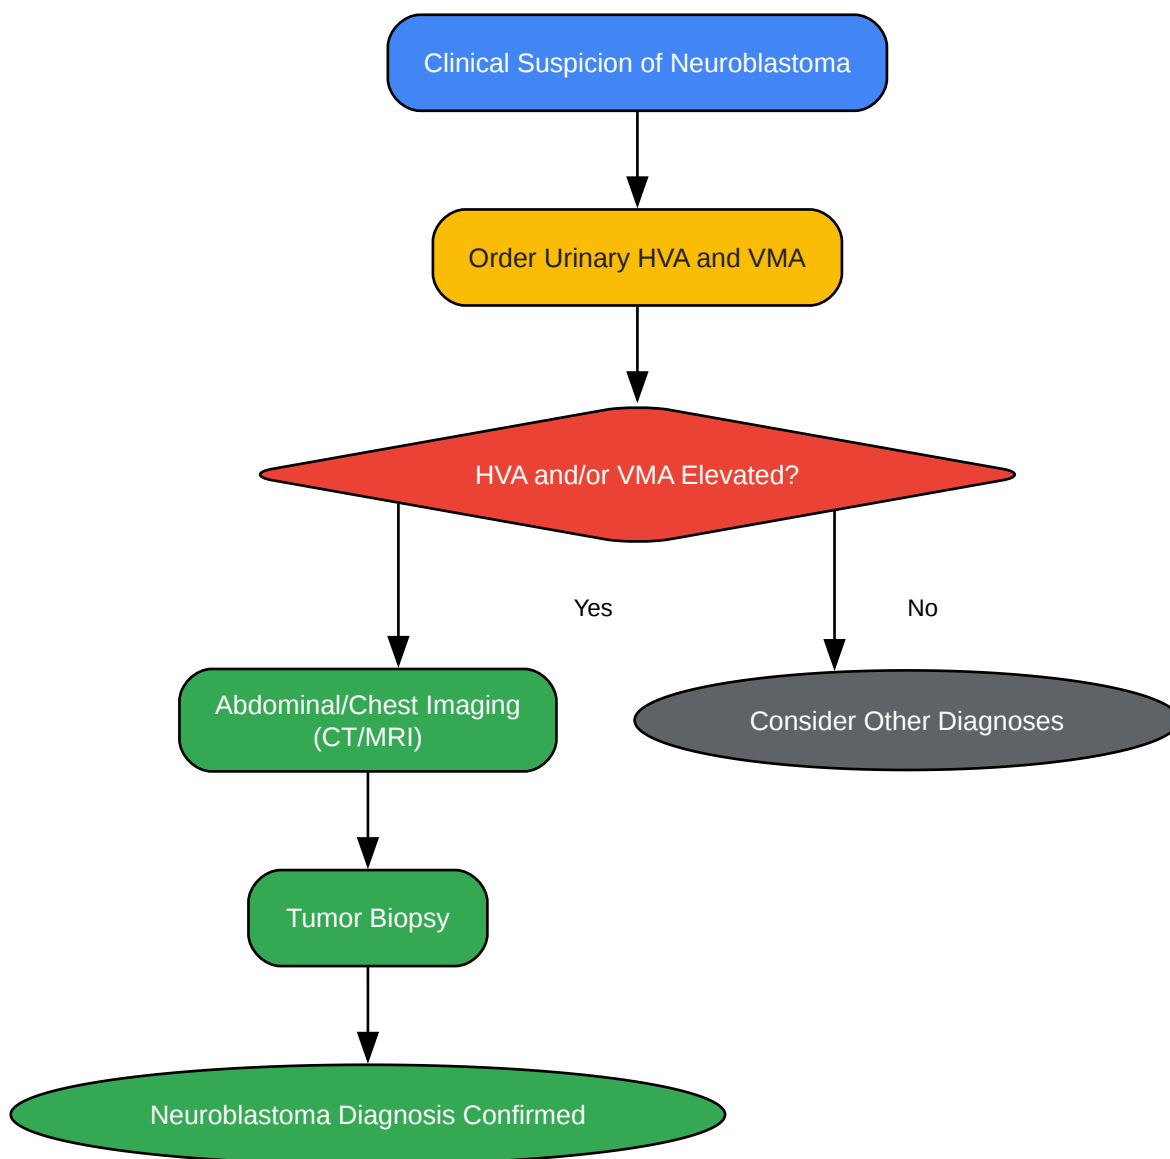 Clinical Suspicion of Neuroblastoma
Order Urinary HVA and VMA
HVA and/or VMA Elevated?
Yes
No
Abdominal/Chest Imaging
(CT/MRI)
Consider Other Diagnoses
Tumor Biopsy
Neuroblastoma Diagnosis Confirmed